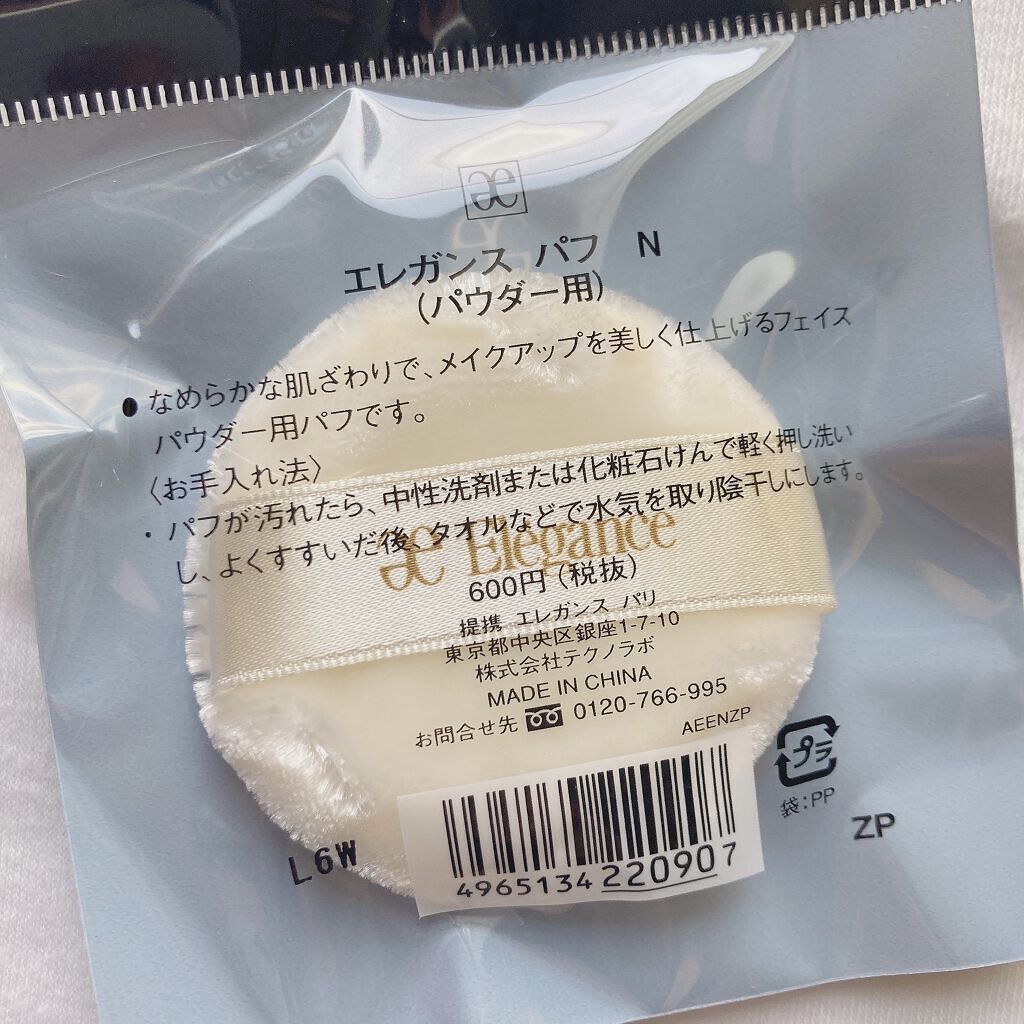 æ
エレガンス パフ N
(パウダー用)
● なめらかな肌ざわりで、メイクアップを美しく仕上げるフェイス
パウダー用パフです。
〈お手入れ法〉
・パフが汚れたら、中性洗剤または化粧石けんで軽く押し洗い
し、よくすすいだ後、タオルなどで水気を取り陰干しにします。
æ Elégance
600円(税抜)
提携 エレガンス パリ
東京都中央区銀座1-7-10
株式会社テクノラボ
MADE IN CHINA
お問合せ先 0120-766-995
AEENZP
プラ
袋:PP
ZP
L6W
4965134220907